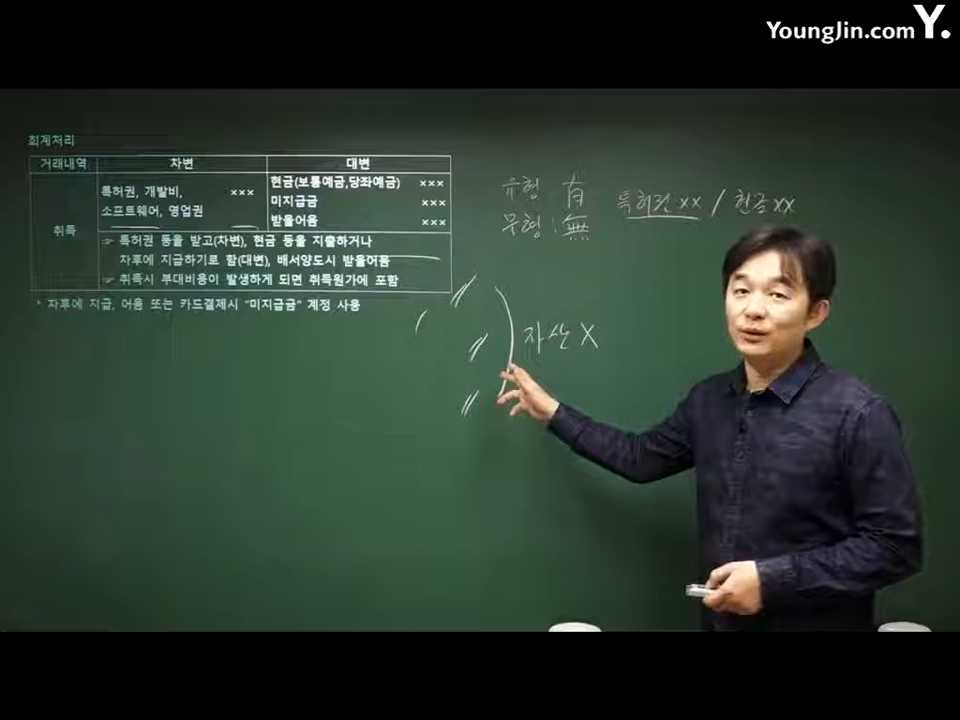 YoungJin.com Y.
회계처리
거래내역 차변 대변
취득
특허권, 개발비, ×××
소프트웨어, 영업권
현금(보통예금,당좌예금) ×××
미지급금 ×××
받을어음 ×××
☞ 특허권 등을 받고(차변), 현금 등을 지출하거나
차후에 지급하기로 함(대변), 배서양도시 받을어음
☞ 취득시 부대비용이 발생하게 되면 취득원가에 포함
* 차후에 지급, 어음 또는 카드결제시 "미지급금" 계정 사용
유형 : 有
무형 : 無
특허권 xx / 현금 xx
자산 X